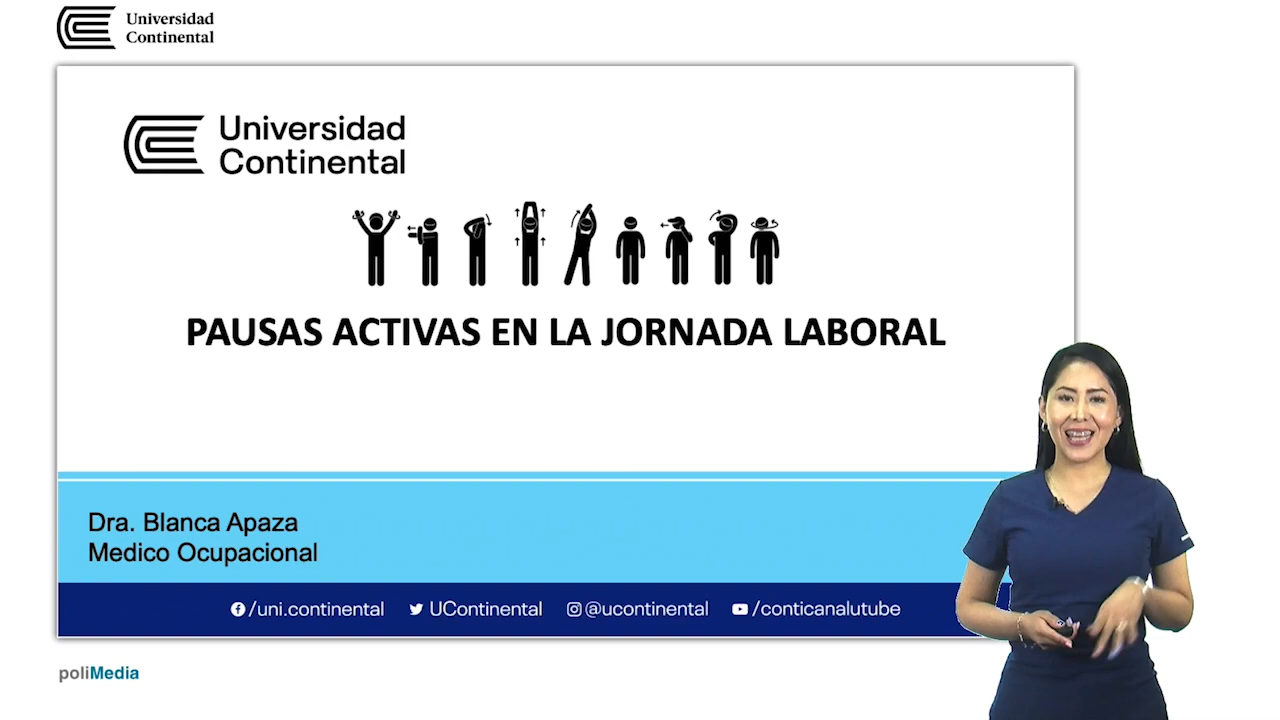 Universidad
Continental
Universidad
Continental
PAUSAS ACTIVAS EN LA JORNADA LABORAL
Dra. Blanca Apaza
Medico Ocupacional
/uni.continental UContinental @ucontinental /conticanalutube
poliMedia